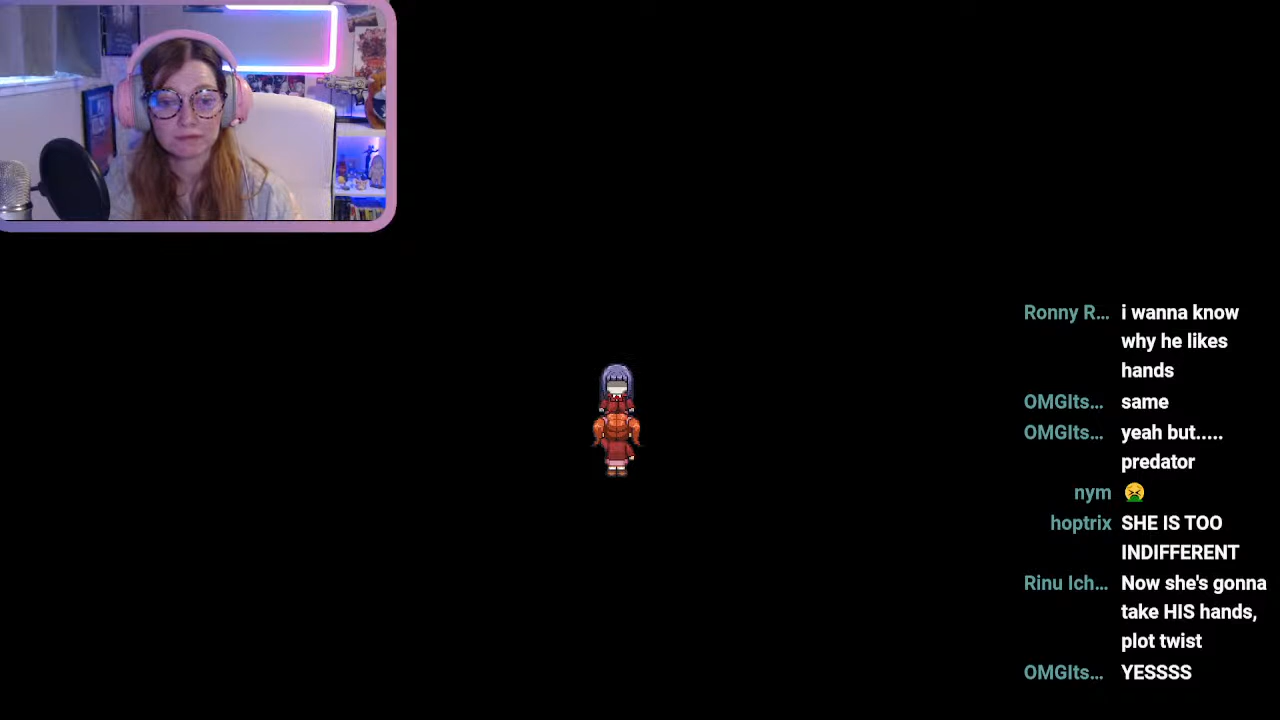 Ronny R... i wanna know
why he likes
hands
OMGIts... same
OMGIts... yeah but.....
predator
nym 🤮
hoptrix SHE IS TOO
INDIFFERENT
Rinu Ich... Now she's gonna
take HIS hands,
plot twist
OMGIts... YESSSS